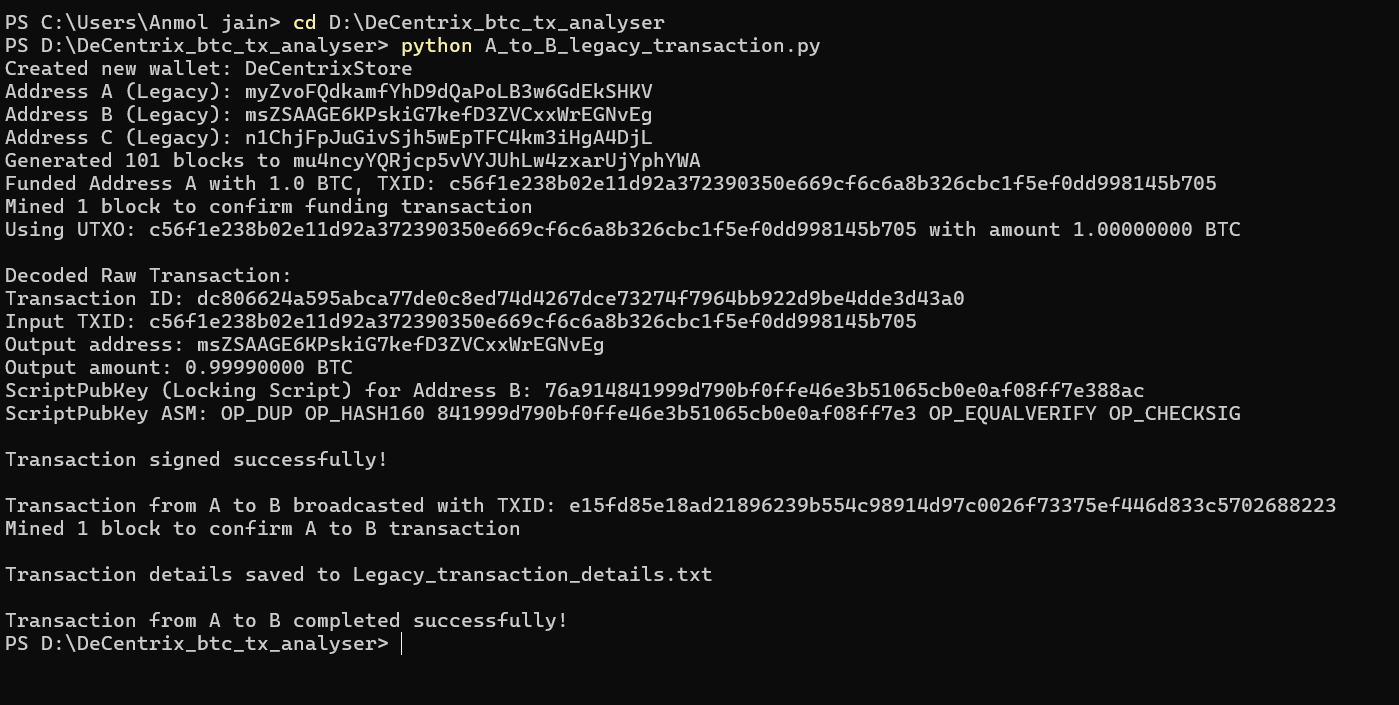 PS C:\Users\Anmol jain> cd D:\DeCentrix_btc_tx_analyser
PS D:\DeCentrix_btc_tx_analyser> python A_to_B_legacy_transaction.py
Created new wallet: DeCentrixStore
Address A (Legacy): myZvoFQdkamfYhD9dQaPoLB3w6GdEkSHKV
Address B (Legacy): msZSAAGE6KPskiG7kefD3ZVCxxWrEGNvEg
Address C (Legacy): n1ChjFpJuGivSjh5wEpTFC4km3iHgA4DjL
Generated 101 blocks to mu4ncyYQRjcp5vVYJUhLw4zxarUjYphYWA
Funded Address A with 1.0 BTC, TXID: c56f1e238b02e11d92a372390350e669cf6c6a8b326cbc1f5ef0dd998145b705
Mined 1 block to confirm funding transaction
Using UTXO: c56f1e238b02e11d92a372390350e669cf6c6a8b326cbc1f5ef0dd998145b705 with amount 1.00000000 BTC
Decoded Raw Transaction:
Transaction ID: dc806624a595abca77de0c8ed74d4267dce73274f7964bb922d9be4dde3d43a0
Input TXID: c56f1e238b02e11d92a372390350e669cf6c6a8b326cbc1f5ef0dd998145b705
Output address: msZSAAGE6KPskiG7kefD3ZVCxxWrEGNvEg
Output amount: 0.99990000 BTC
ScriptPubKey (Locking Script) for Address B: 76a914841999d790bf0ffe46e3b51065cb0e0af08ff7e388ac
ScriptPubKey ASM: OP_DUP OP_HASH160 841999d790bf0ffe46e3b51065cb0e0af08ff7e3 OP_EQUALVERIFY OP_CHECKSIG
Transaction signed successfully!
Transaction from A to B broadcasted with TXID: e15fd85e18ad21896239b554c98914d97c0026f73375ef446d833c5702688223
Mined 1 block to confirm A to B transaction
Transaction details saved to Legacy_transaction_details.txt
Transaction from A to B completed successfully!
PS D:\DeCentrix_btc_tx_analyser>